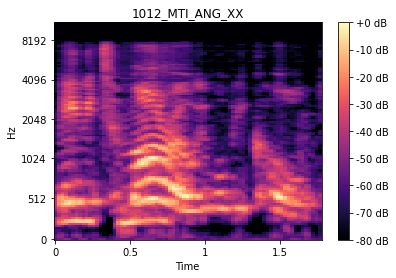 1012_MTI_ANG_XX
8192
4096
2048
1024
512
0
Hz
0
0.5
1
1.5
Time
+0 dB
-10 dB
-20 dB
-30 dB
-40 dB
-50 dB
-60 dB
-70 dB
-80 dB